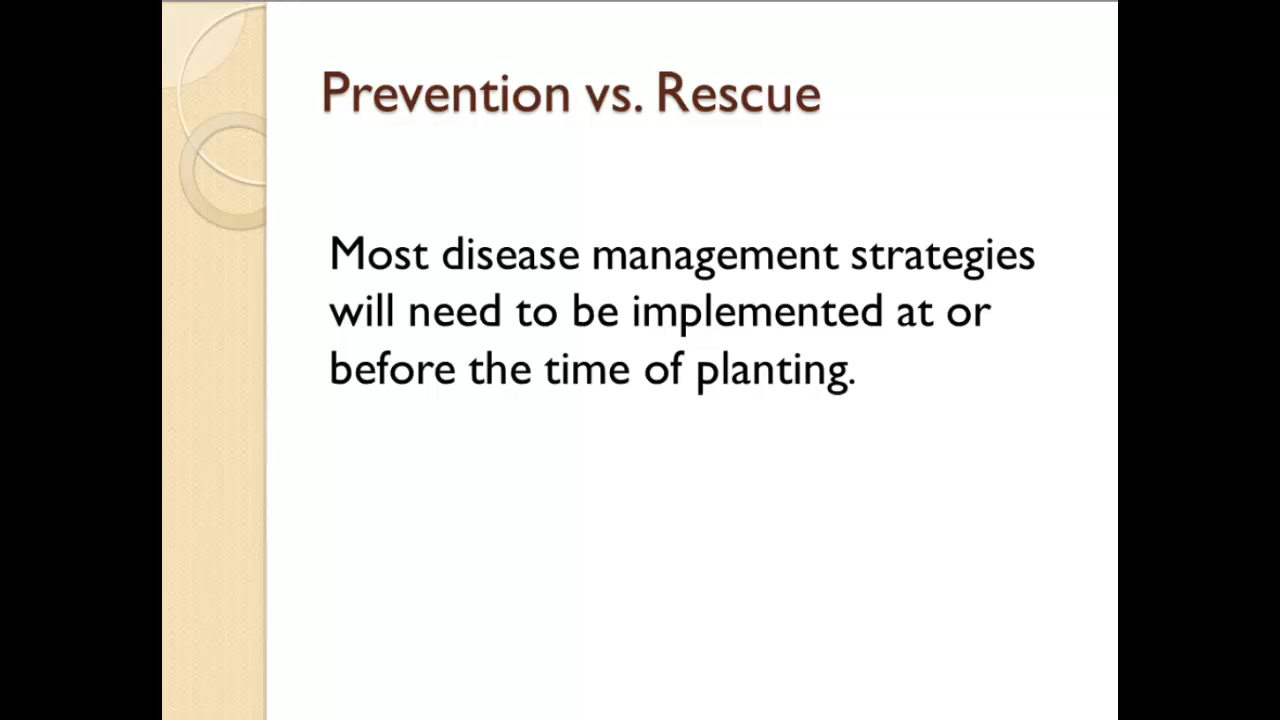 Prevention vs. Rescue
Most disease management strategies
will need to be implemented at or
before the time of planting.